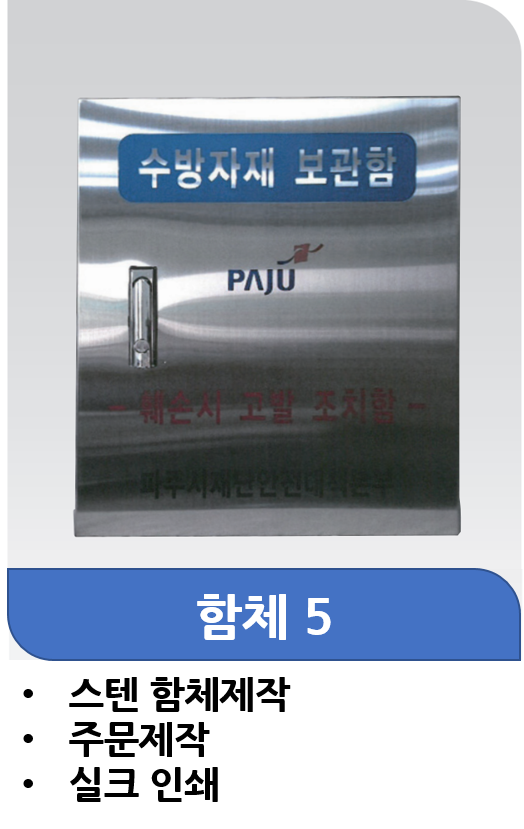 수방자재 보관함
PAJU
- 훼손시 고발 조치함 -
파주시재난안전대책본부
함체 5
• 스텐 함체제작
• 주문제작
• 실크 인쇄